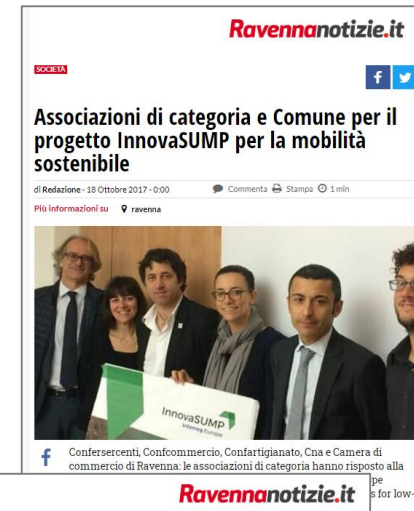 Ravennanotizie.it
SOCIETÀ
Associazioni di categoria e Comune per il
progetto InnovaSUMP per la mobilità
sostenibile
di Redazione - 18 Ottobre 2017 - 0:00 Commenta Stampa 1 min
Più informazioni su ravenna
InnovaSUMP
Interreg Europe
Confersercenti, Confcommercio, Confartigianato, Cna e Camera di
commercio di Ravenna: le associazioni di categoria hanno risposto alla
for low-
Ravennanotizie.it